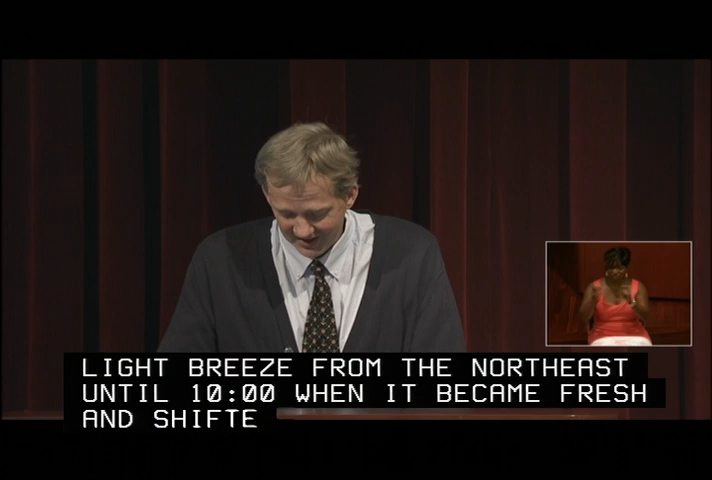 LIGHT BREEZE FROM THE NORTHEAST
UNTIL 10:00 WHEN IT BECAME FRESH
AND SHIFTE